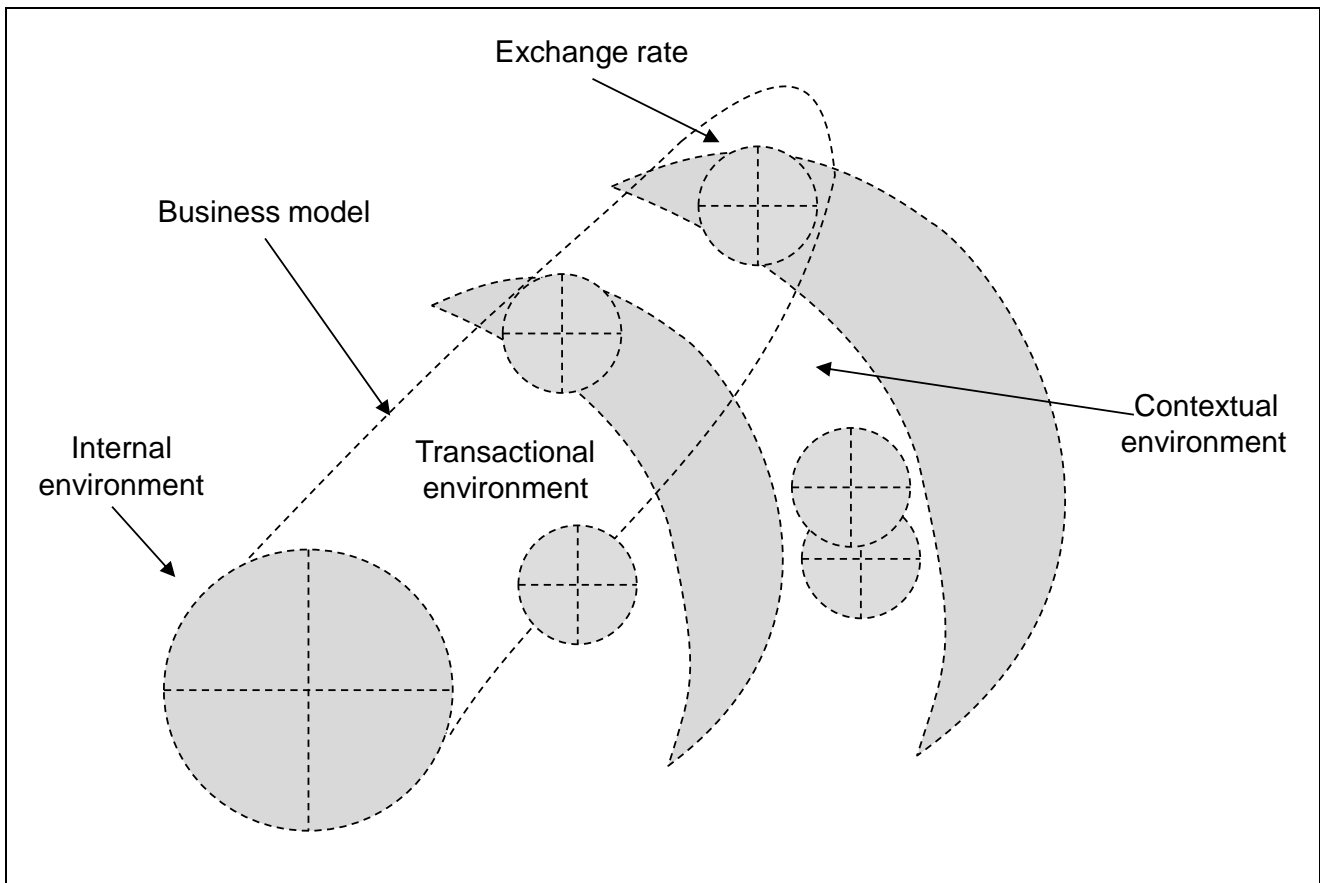 Exchange rate
Business model
Internal
environment
Transactional
environment
Contextual
environment